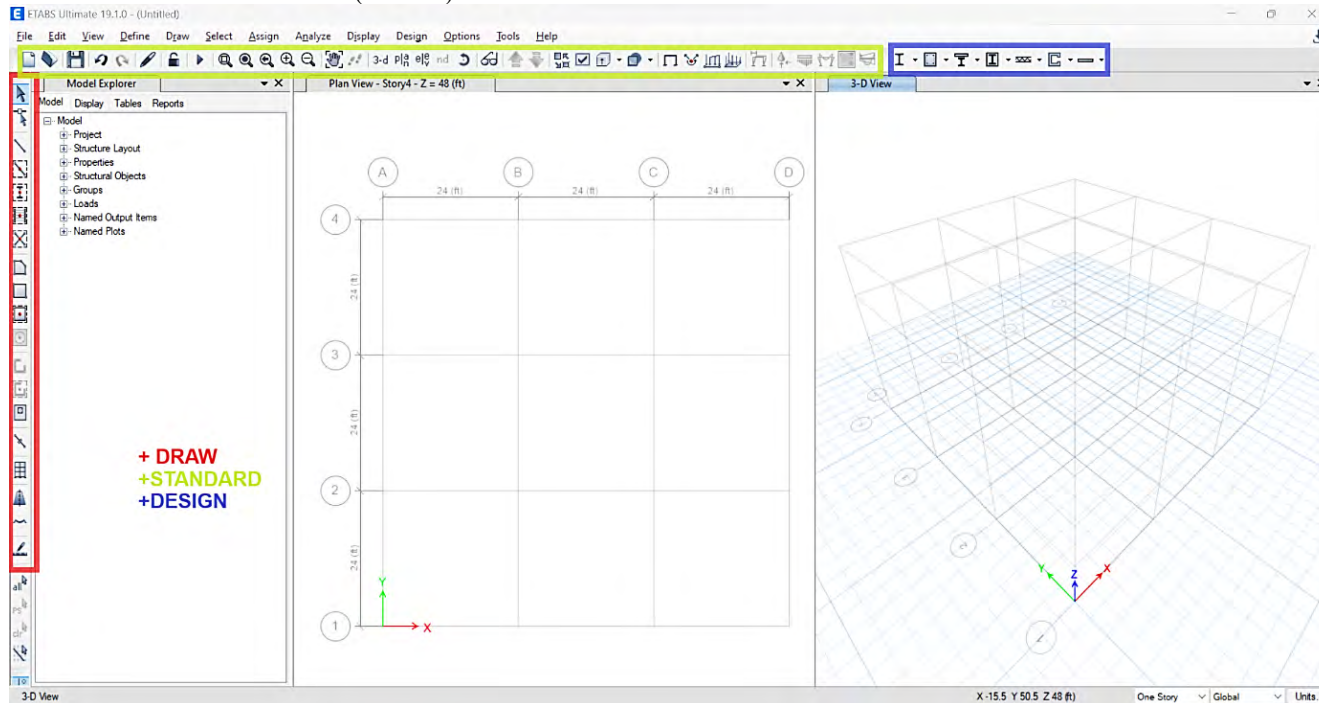 ETABS Ultimate 19.1.0 - (Untitled)
File Edit View Define Draw Select Assign Analyze Display Design Options Tools Help
3-d
nd
Model Explorer
Plan View - Story4 - Z = 48 (ft)
3-D View
Model Display Tables Reports
Model
Project
Structure Layout
Properties
Structural Objects
Groups
Loads
Named Output Items
Named Plots
A B C D
24 (ft) 24 (ft) 24 (ft)
4
24 (ft)
3
24 (ft)
2
24 (ft)
1
Y
X
+ DRAW
+STANDARD
+DESIGN
Y Z X
all
clr
3-D View
X -15.5 Y 50.5 Z 48 (ft)
One Story
Global
Units...